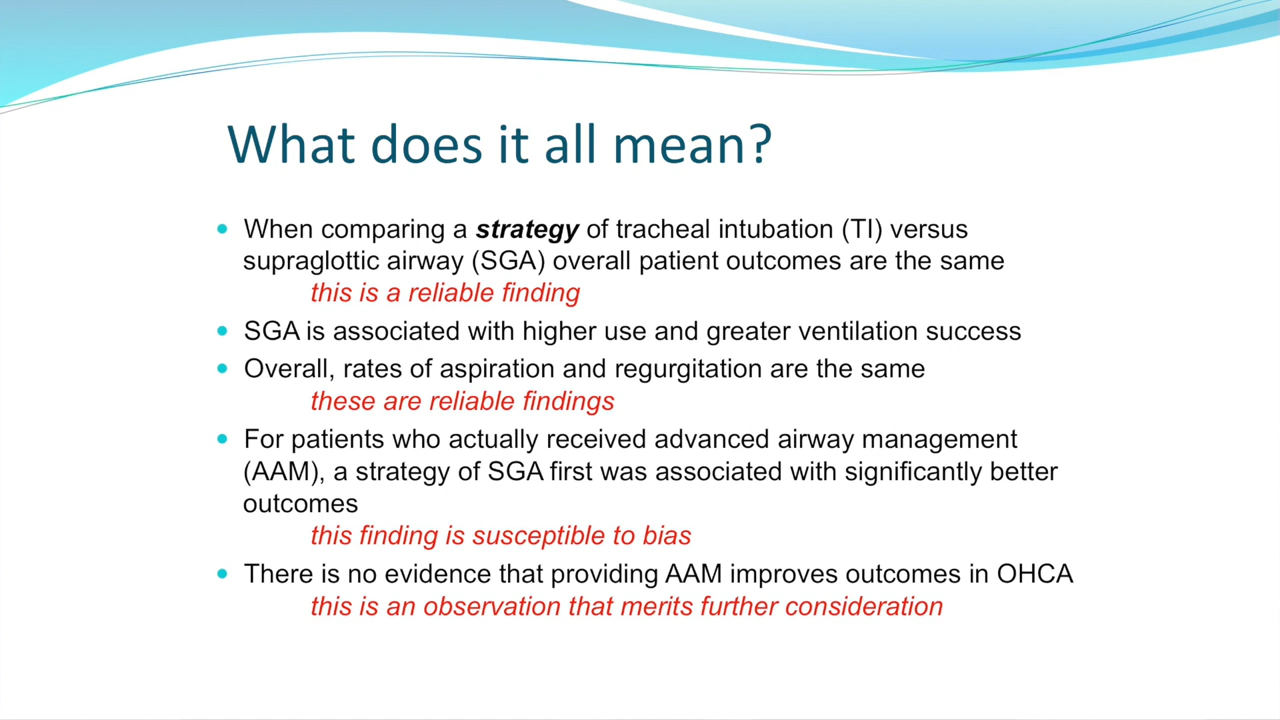 What does it all mean?
When comparing a strategy of tracheal intubation (TI) versus
supraglottic airway (SGA) overall patient outcomes are the same
this is a reliable finding
SGA is associated with higher use and greater ventilation success
Overall, rates of aspiration and regurgitation are the same
these are reliable findings
For patients who actually received advanced airway management
(AAM), a strategy of SGA first was associated with significantly better
outcomes
this finding is susceptible to bias
There is no evidence that providing AAM improves outcomes in OHCA
this is an observation that merits further consideration